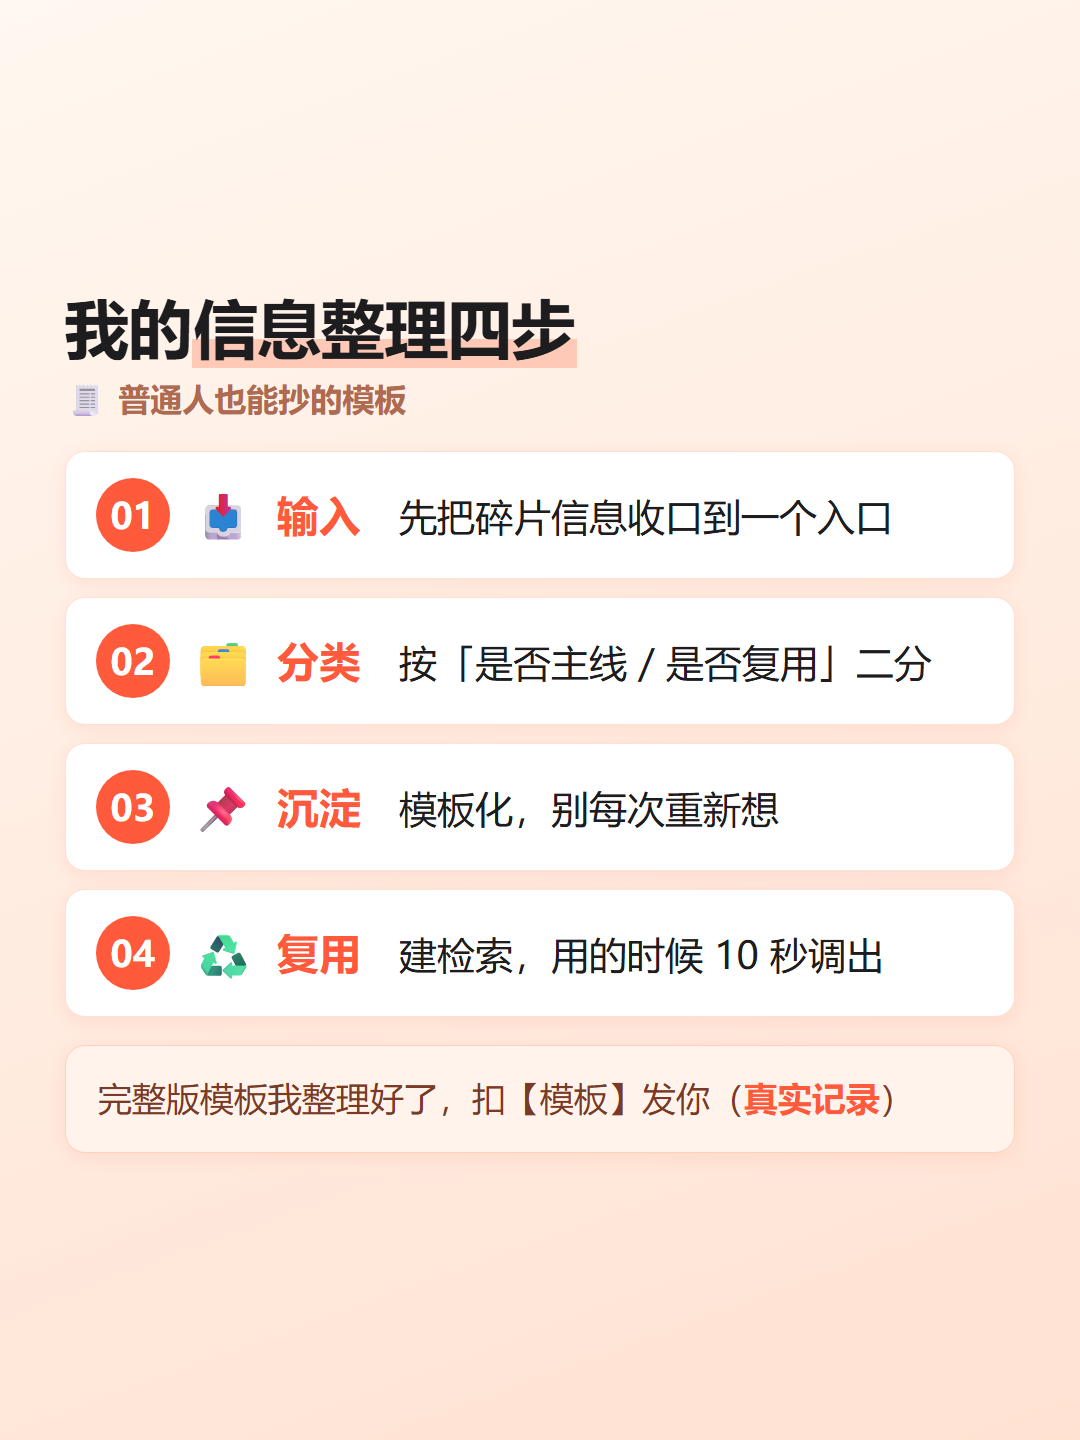 我的信息整理四步
普通人也能抄的模板
01 输入 先把碎片信息收口到一个入口
02 分类 按「是否主线 / 是否复用」二分
03 沉淀 模板化，别每次重新想
04 复用 建检索，用的时候 10 秒调出
完整版模板我整理好了，扣【模板】发你（真实记录）